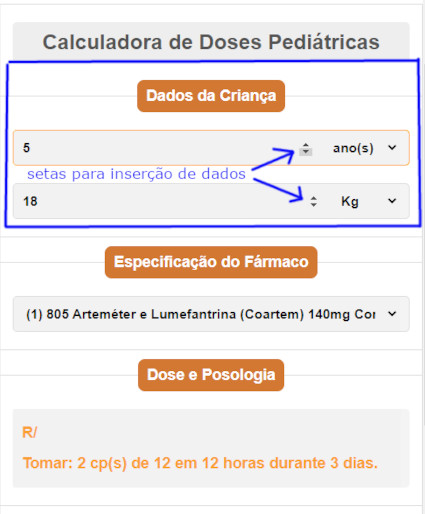 Calculadora de Doses Pediátricas
Dados da Criança
5 ano(s)
setas para inserção de dados
18 Kg
Especificação do Fármaco
(1) 805 Arteméter e Lumefantrina (Coartem) 140mg Cor
Dose e Posologia
R/
Tomar: 2 cp(s) de 12 em 12 horas durante 3 dias.